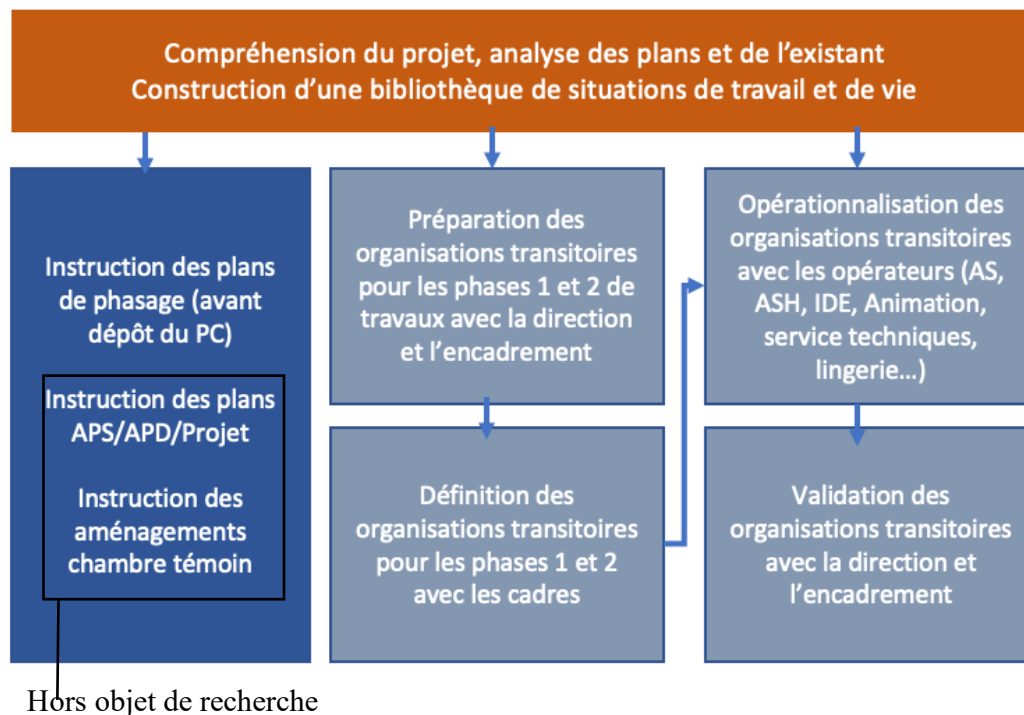 Compréhension du projet, analyse des plans et de l'existant
Construction d'une bibliothèque de situations de travail et de vie
Instruction des plans
de phasage (avant
dépôt du PC)
Instruction des plans
APS/APD/Projet
Instruction des
aménagements
chambre témoin
Préparation des
organisations transitoires
pour les phases 1 et 2 de
travaux avec la direction
et l'encadrement
Définition des
organisations transitoires
pour les phases 1 et 2
avec les cadres
Opérationnalisation des
organisations transitoires
avec les opérateurs (AS,
ASH, IDE, Animation,
service techniques,
lingerie…)
Validation des
organisations transitoires
avec la direction et
l'encadrement
Hors objet de recherche